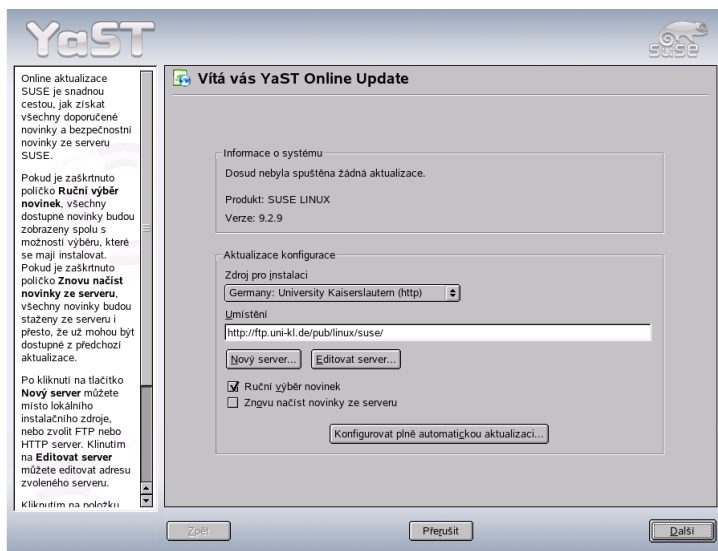 YaST
SUSE
Online aktualizace
SUSE je snadnou
cestou, jak získat
všechny doporučené
novinky a bezpečnostní
novinky ze serveru
SUSE.
Pokud je zaškrtnuto
políčko Ruční výběr
novinek, všechny
dostupné novinky budou
zobrazeny spolu s
možností výběru, které
se mají instalovat.
Pokud je zaškrtnuto
políčko Znovu načíst
novinky ze serveru,
všechny novinky budou
staženy ze serveru i
přesto, že už mohou být
dostupné z předchozí
aktualizace.
Po kliknutí na tlačítko
Nový server můžete
místo lokálního
instalačního zdroje,
nebo zvolit FTP nebo
HTTP server. Klinutím
na Editovat server
můžete editovat adresu
zvoleného serveru.
Kliknutím na položku
Vítá vás YaST Online Update
Informace o systému
Dosud nebyla spuštěna žádná aktualizace.
Produkt: SUSE LINUX
Verze: 9.2.9
Aktualizace konfigurace
Zdroj pro instalaci
Germany: University Kaiserslautern (http)
Umístění
http://ftp.uni-kl.de/pub/linux/suse/
Nový server... Editovat server...
Ruční výběr novinek
Znovu načíst novinky ze serveru
Konfigurovat plně automatickou aktualizaci...
Zpět Přerušit Další